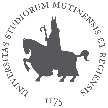 UNIVERSITAS STUDIORUM MUTINENSIS ET REGIENSIS
1175